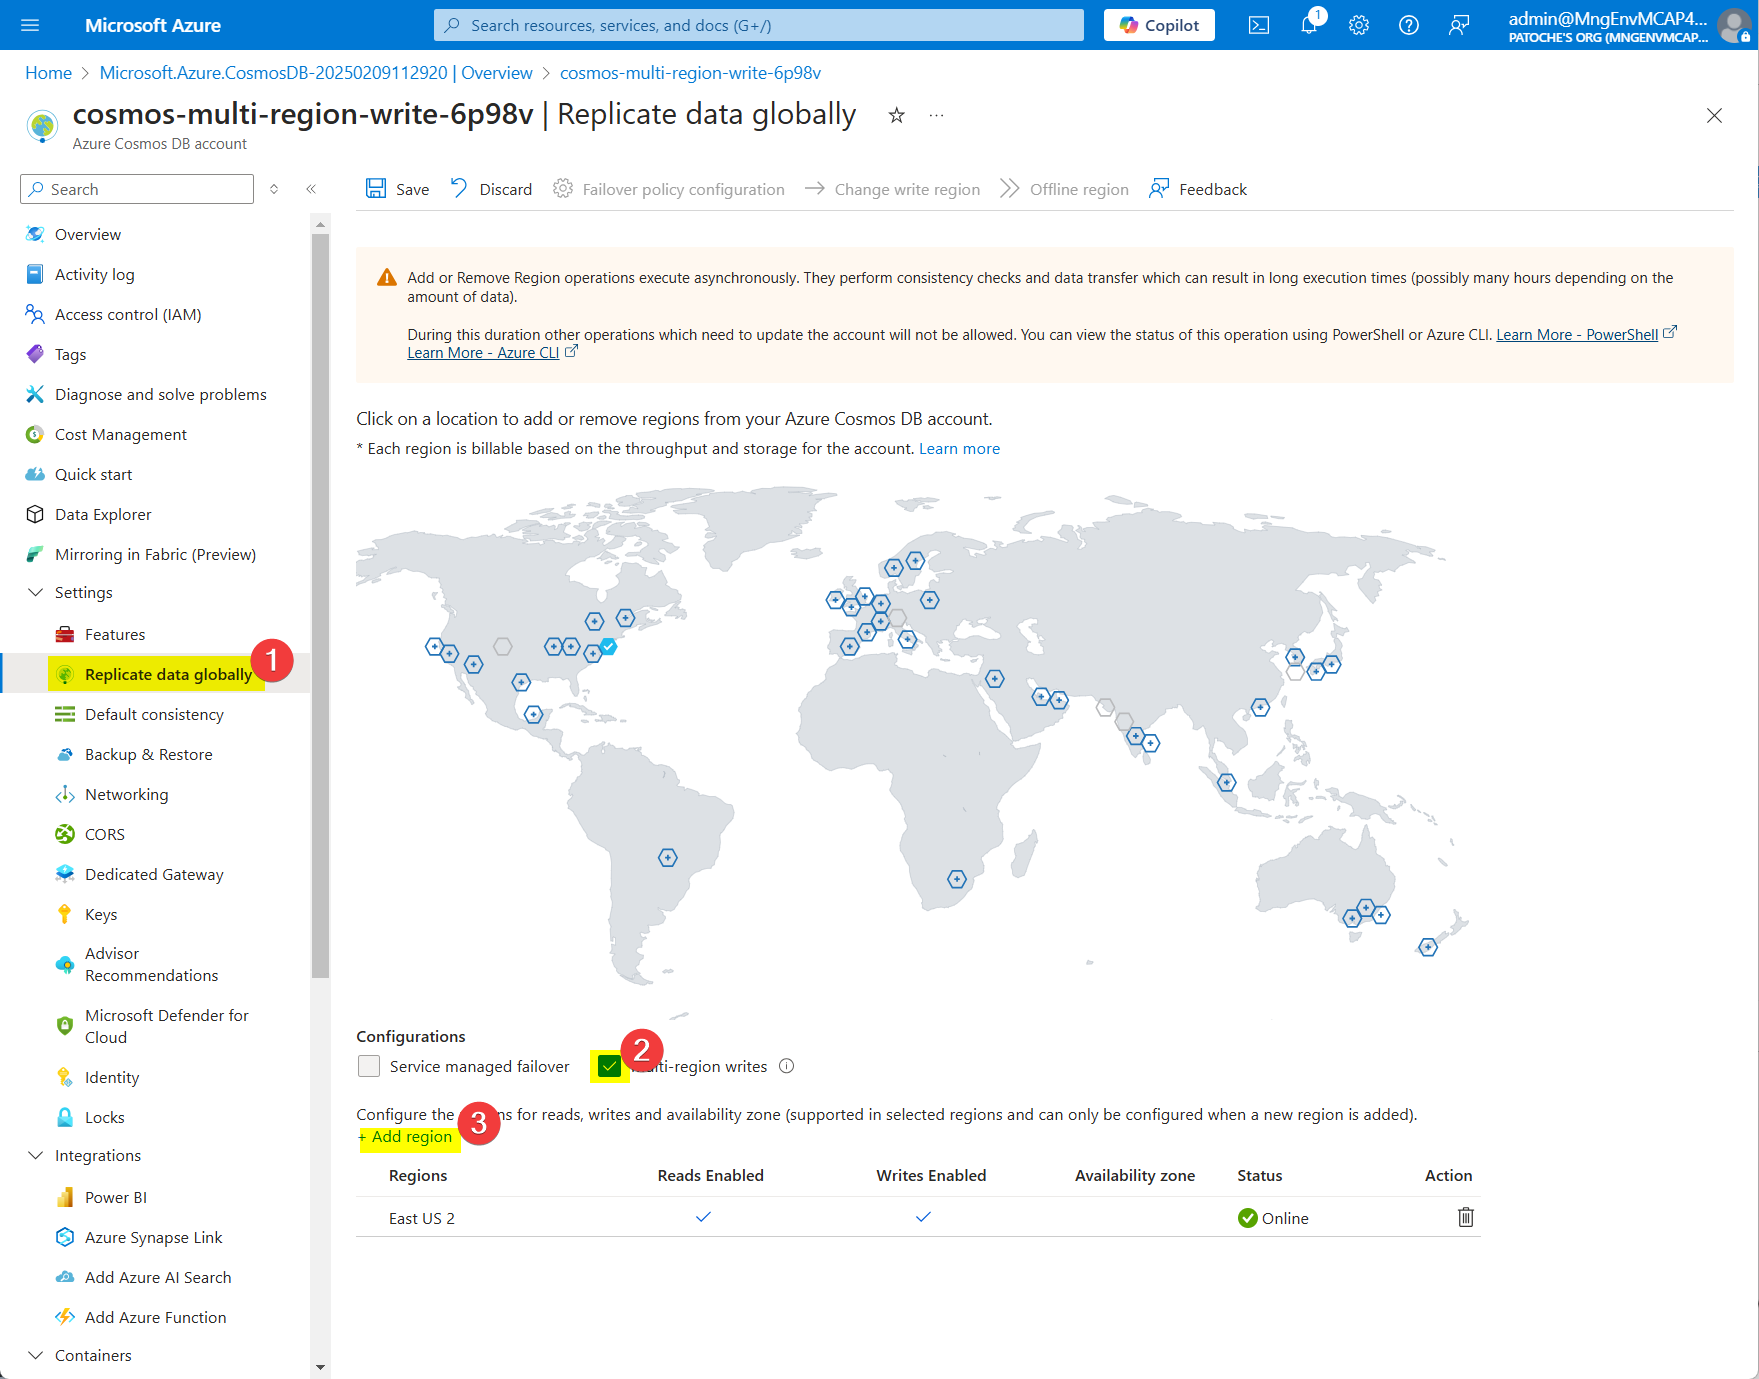 Microsoft Azure
Search resources, services, and docs (G+/)
Copilot
1
admin@MngEnvMCAP4...
PATOCHE'S ORG (MNGENVMCAP...
Home > Microsoft.Azure.CosmosDB-20250209112920 | Overview > cosmos-multi-region-write-6p98v
cosmos-multi-region-write-6p98v | Replicate data globally
Azure Cosmos DB account
Search
Save
Discard
Failover policy configuration
Change write region
Offline region
Feedback
Overview
Activity log
Access control (IAM)
Tags
Diagnose and solve problems
Cost Management
Quick start
Data Explorer
Mirroring in Fabric (Preview)
Settings
Features
Replicate data globally
1
Default consistency
Backup & Restore
Networking
CORS
Dedicated Gateway
Keys
Advisor
Recommendations
Microsoft Defender for
Cloud
Identity
Locks
Integrations
Power BI
Azure Synapse Link
Add Azure AI Search
Add Azure Function
Containers
Add or Remove Region operations execute asynchronously. They perform consistency checks and data transfer which can result in long execution times (possibly many hours depending on the
amount of data).
During this duration other operations which need to update the account will not be allowed. You can view the status of this operation using PowerShell or Azure CLI. Learn More - PowerShell
Learn More - Azure CLI
Click on a location to add or remove regions from your Azure Cosmos DB account.
* Each region is billable based on the throughput and storage for the account. Learn more
Configurations
Service managed failover
2
-region writes
Configure the
3
for reads, writes and availability zone (supported in selected regions and can only be configured when a new region is added).
+ Add region
Regions Reads Enabled Writes Enabled Availability zone Status Action
East US 2 Online